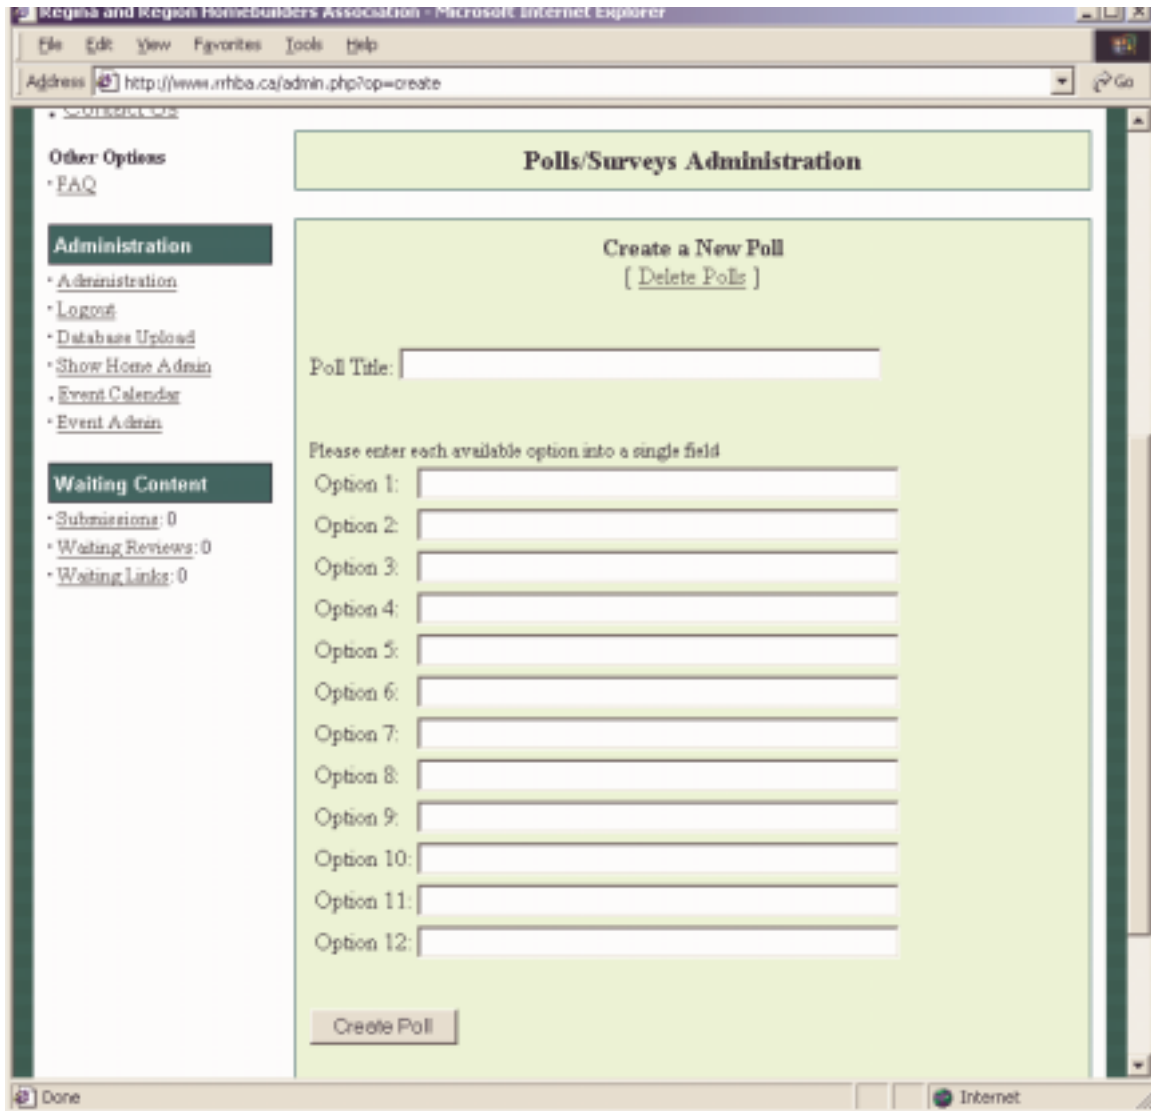 Regina and Region Homebuilders Association - Microsoft Internet Explorer
File Edit View Favorites Tools Help
Address http://www.rrhba.ca/admin.php?op=create Go
Contact Us
Other Options
FAQ
Administration
Administration
Logout
Database Upload
Show Home Admin
Event Calendar
Event Admin
Waiting Content
Submissions: 0
Waiting Reviews: 0
Waiting Links: 0
Polls/Surveys Administration
Create a New Poll
[ Delete Polls ]
Poll Title:
Please enter each available option into a single field
Option 1:
Option 2:
Option 3:
Option 4:
Option 5:
Option 6:
Option 7:
Option 8:
Option 9:
Option 10:
Option 11:
Option 12:
Create Poll
Done Internet